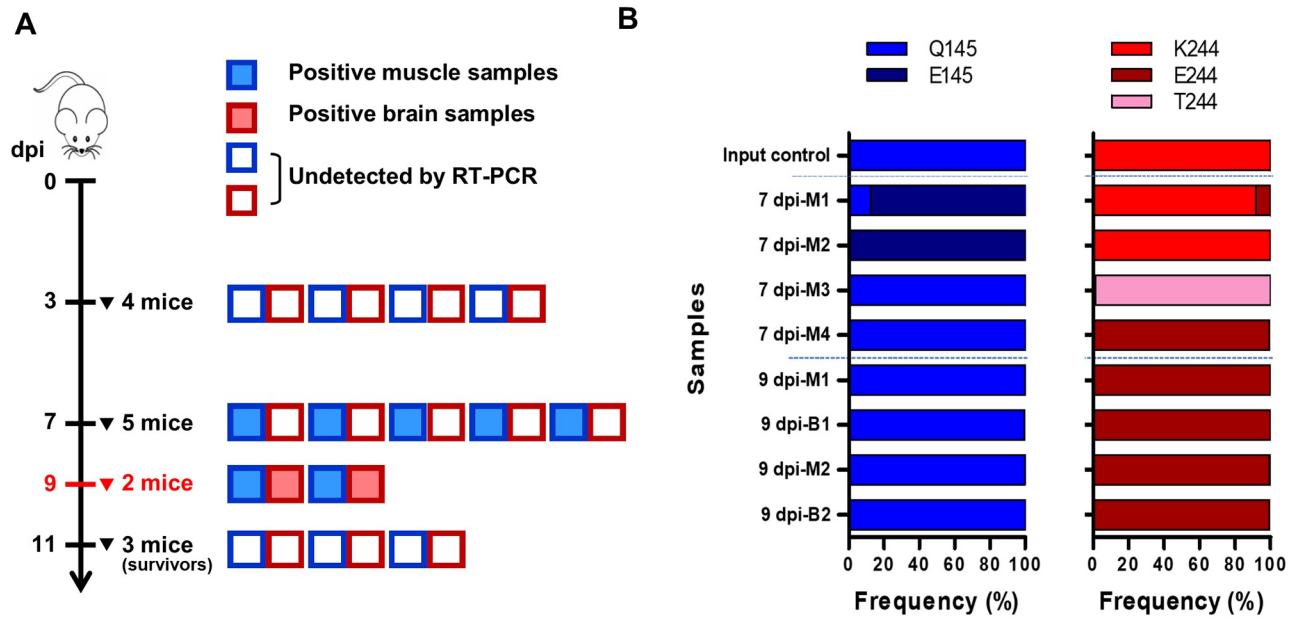 A
Positive muscle samples
Positive brain samples
Undetected by RT-PCR
dpi
0
3
4 mice
7
5 mice
9
2 mice
11
3 mice
(survivors)
B
Q145
E145
K244
E244
T244
Samples
Input control
7 dpi-M1
7 dpi-M2
7 dpi-M3
7 dpi-M4
9 dpi-M1
9 dpi-B1
9 dpi-M2
9 dpi-B2
0 20 40 60 80 100
Frequency (%)
0 20 40 60 80 100
Frequency (%)